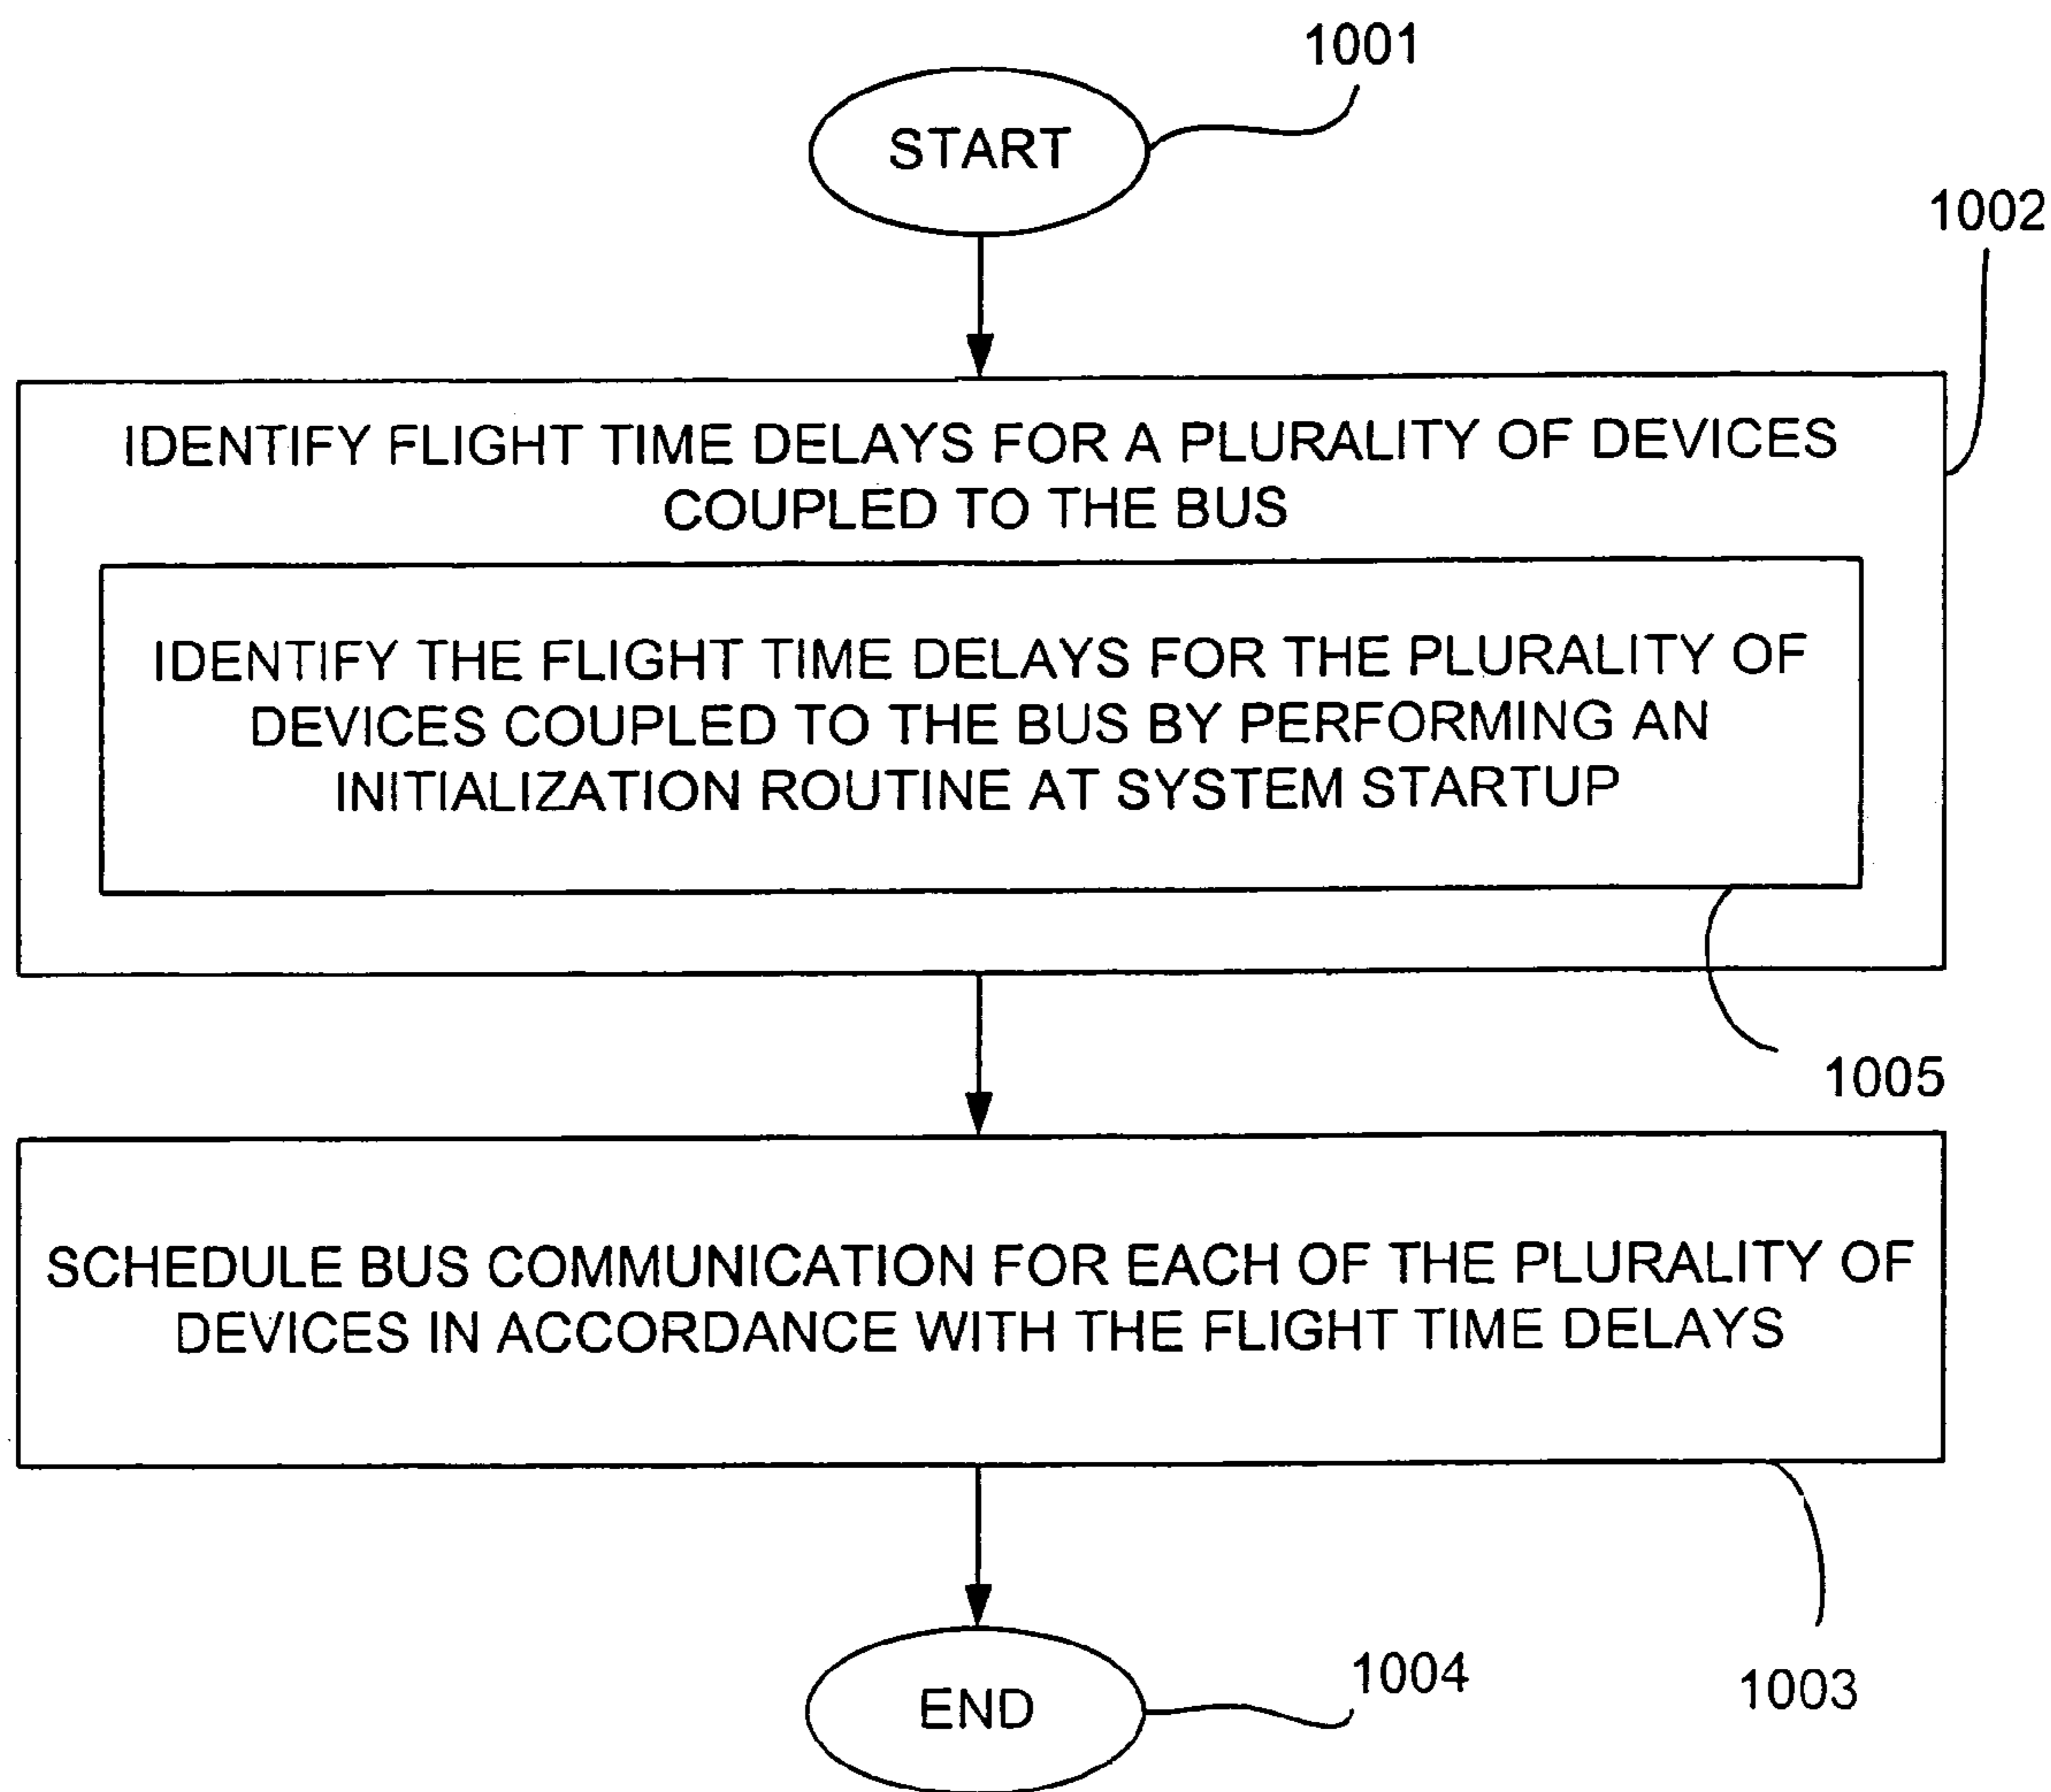 1001
START
1002
IDENTIFY FLIGHT TIME DELAYS FOR A PLURALITY OF DEVICES
COUPLED TO THE BUS
IDENTIFY THE FLIGHT TIME DELAYS FOR THE PLURALITY OF
DEVICES COUPLED TO THE BUS BY PERFORMING AN
INITIALIZATION ROUTINE AT SYSTEM STARTUP
1005
SCHEDULE BUS COMMUNICATION FOR EACH OF THE PLURALITY OF
DEVICES IN ACCORDANCE WITH THE FLIGHT TIME DELAYS
1004
1003
END